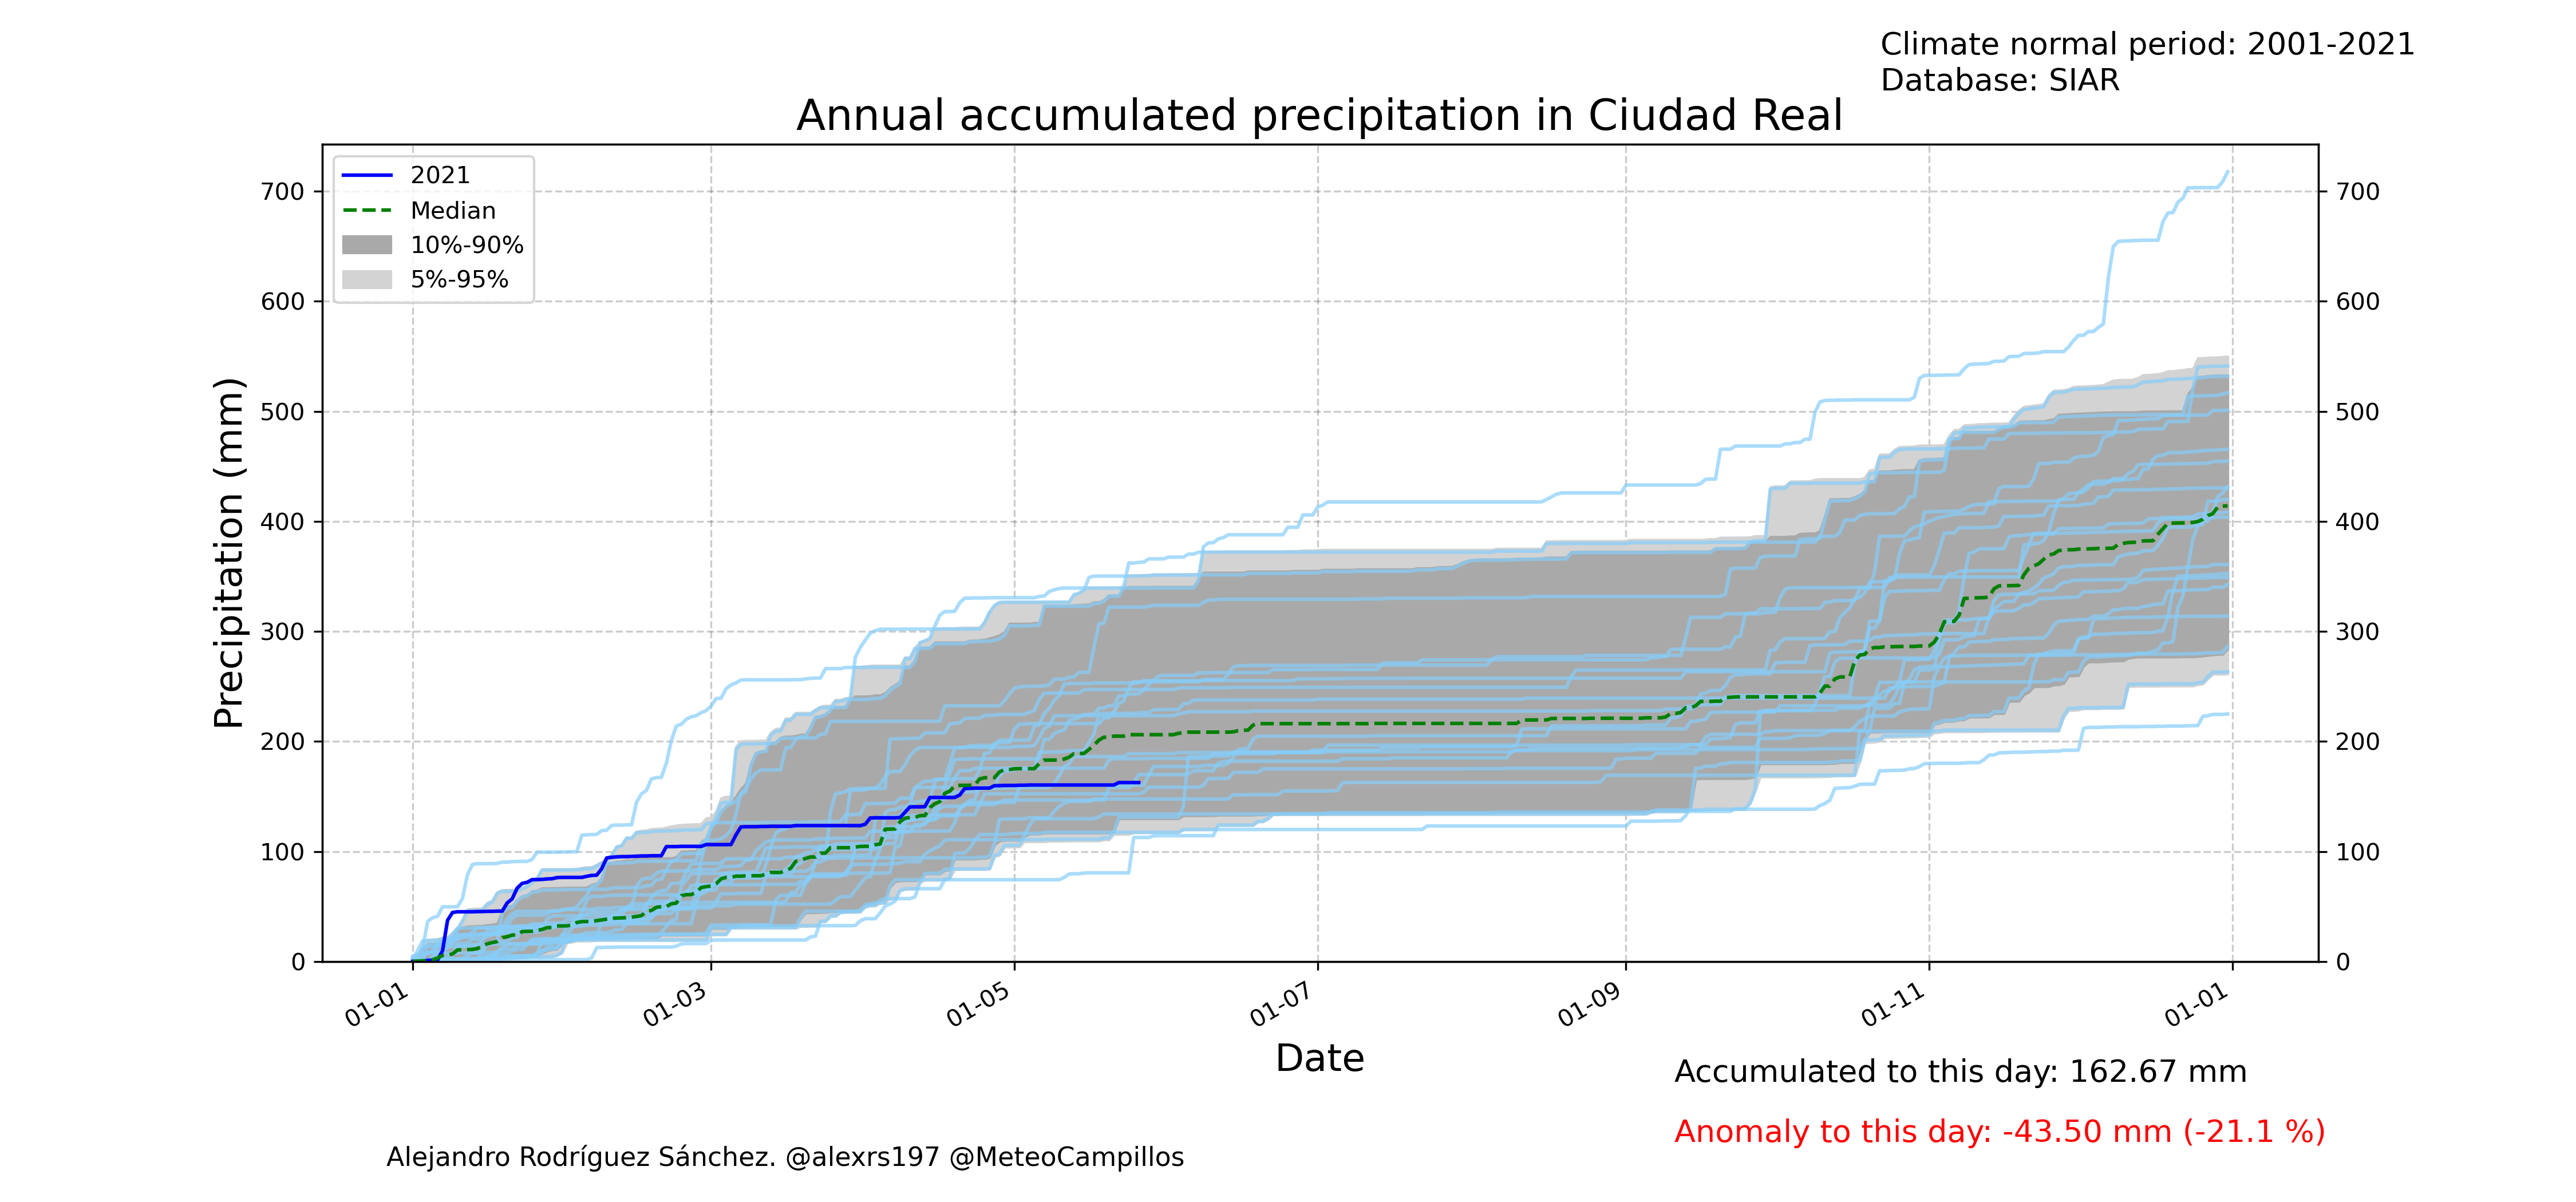 Climate normal period: 2001-2021
Database: SIAR
Annual accumulated precipitation in Ciudad Real
2021
Median
10%-90%
5%-95%
Precipitation (mm)
700
600
500
400
300
200
100
0
700
600
500
400
300
200
100
0
01-01
01-03
01-05
01-07
01-09
01-11
01-01
Date
Accumulated to this day: 162.67 mm
Anomaly to this day: -43.50 mm (-21.1 %)
Alejandro Rodríguez Sánchez. @alexrs197 @MeteoCampillos